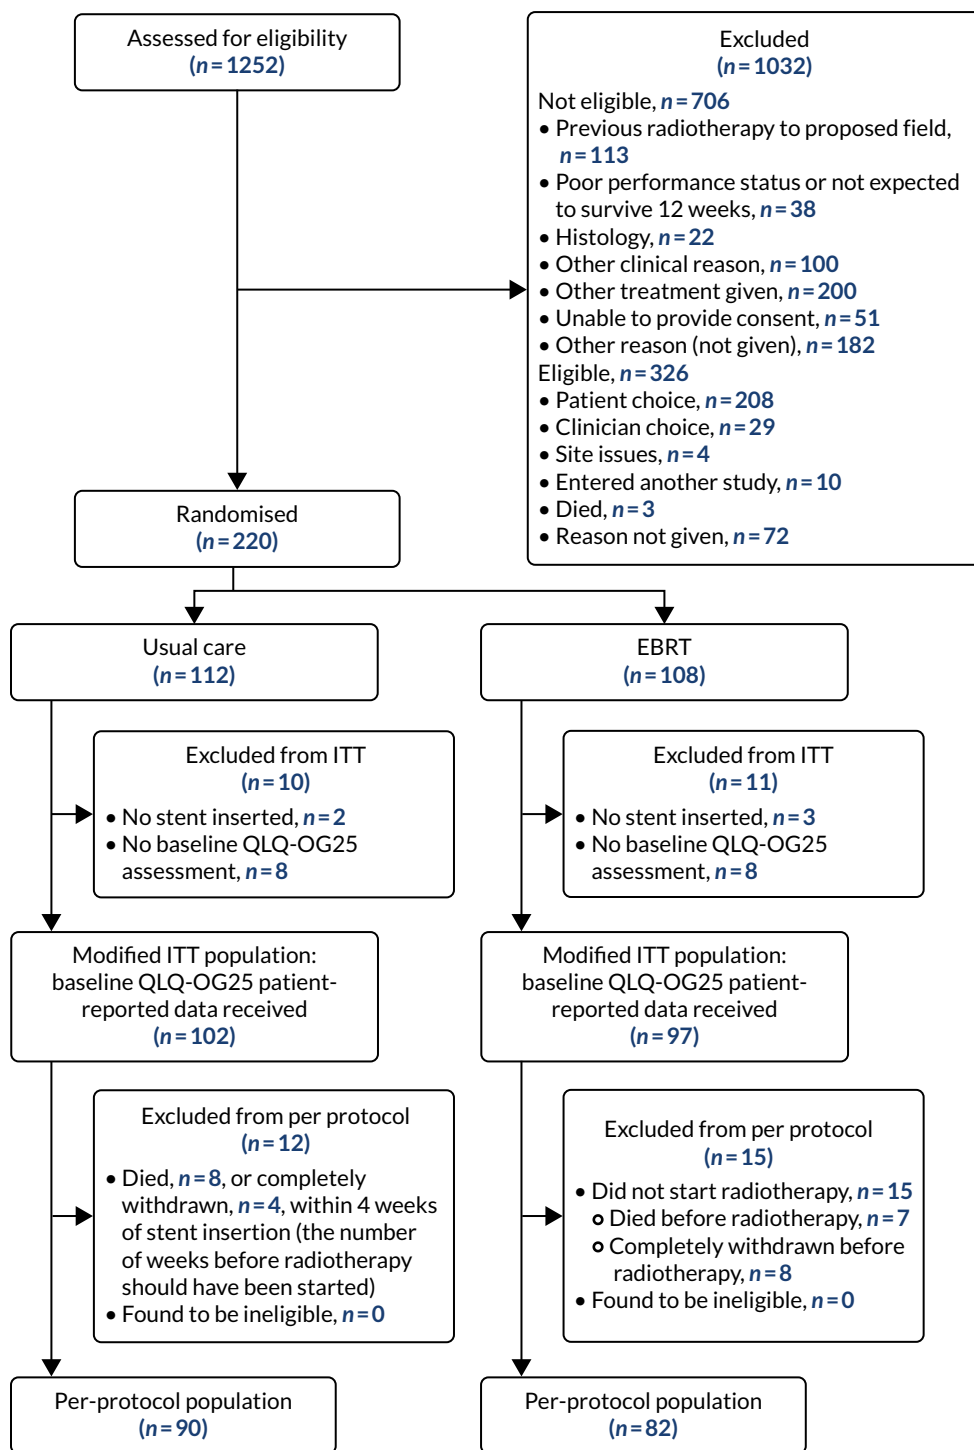 Assessed for eligibility
(n = 1252)
Excluded
(n = 1032)
Not eligible, n = 706
• Previous radiotherapy to proposed field,
n = 113
• Poor performance status or not expected
to survive 12 weeks, n = 38
• Histology, n = 22
• Other clinical reason, n = 100
• Other treatment given, n = 200
• Unable to provide consent, n = 51
• Other reason (not given), n = 182
Eligible, n = 326
• Patient choice, n = 208
• Clinician choice, n = 29
• Site issues, n = 4
• Entered another study, n = 10
• Died, n = 3
• Reason not given, n = 72
Randomised
(n = 220)
Usual care
(n = 112)
EBRT
(n = 108)
Excluded from ITT
(n = 10)
• No stent inserted, n = 2
• No baseline QLQ-OG25
assessment, n = 8
Excluded from ITT
(n = 11)
• No stent inserted, n = 3
• No baseline QLQ-OG25
assessment, n = 8
Modified ITT population:
baseline QLQ-OG25 patient-
reported data received
(n = 102)
Modified ITT population:
baseline QLQ-OG25 patient-
reported data received
(n = 97)
Excluded from per protocol
(n = 12)
• Died, n = 8, or completely
withdrawn, n = 4, within 4 weeks
of stent insertion (the number
of weeks before radiotherapy
should have been started)
• Found to be ineligible, n = 0
Excluded from per protocol
(n = 15)
• Did not start radiotherapy, n = 15
o Died before radiotherapy, n = 7
o Completely withdrawn before
radiotherapy, n = 8
• Found to be ineligible, n = 0
Per-protocol population
(n = 90)
Per-protocol population
(n = 82)